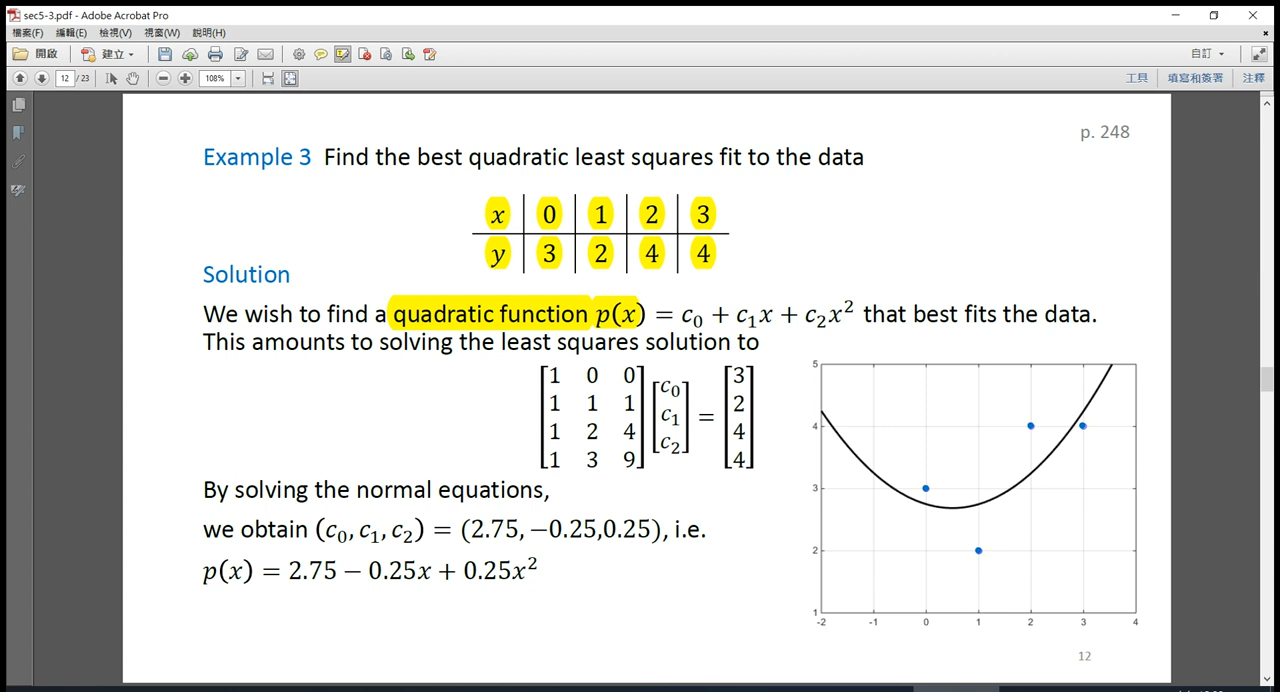 sec5-3.pdf - Adobe Acrobat Pro
檔案(F) 編輯(E) 檢視(V) 視窗(W) 說明(H)
開啟 建立 自訂
12 / 23 108% 工具 填寫和簽署 注釋
p. 248
Example 3 Find the best quadratic least squares fit to the data
x 0 1 2 3
y 3 2 4 4
Solution
We wish to find a quadratic function p(x) = c₀ + c₁x + c₂x² that best fits the data.
This amounts to solving the least squares solution to
[1 0 0] [c₀] [3]
[1 1 1] [c₁] = [2]
[1 2 4] [c₂] [4]
[1 3 9] [4]
By solving the normal equations,
we obtain (c₀, c₁, c₂) = (2.75, −0.25,0.25), i.e.
p(x) = 2.75 − 0.25x + 0.25x²
5
4
3
2
1
-2 -1 0 1 2 3 4
12